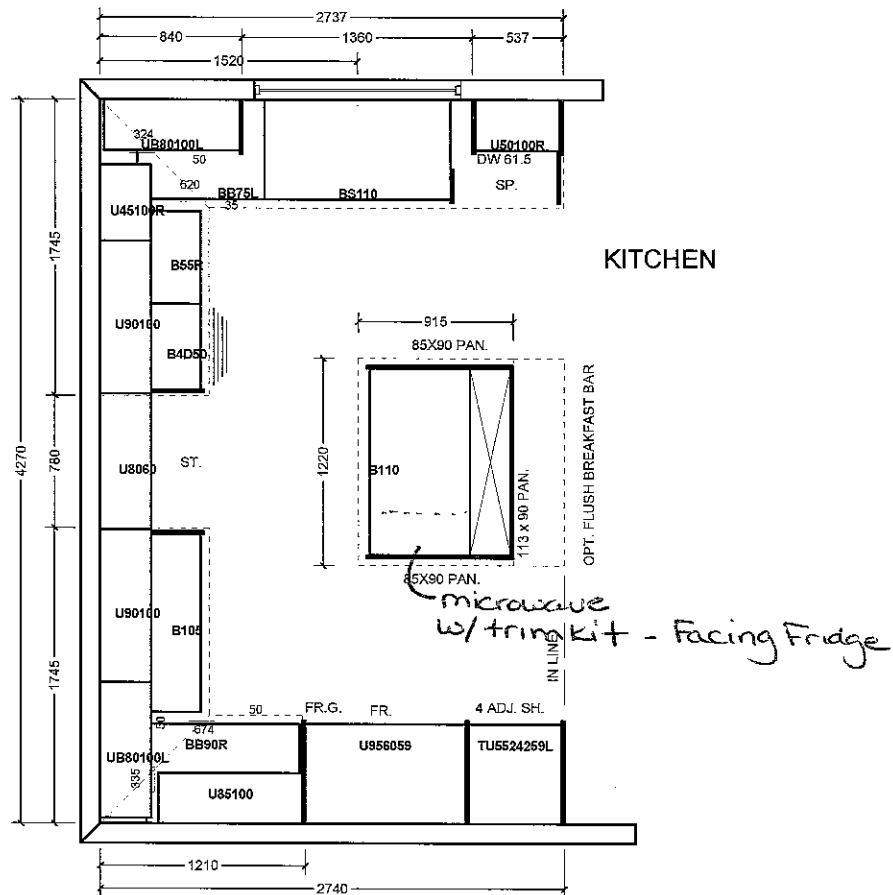 2737
840
1360
537
1520
324
UB80100L
50
620
BB75L
35
BS110
U50100R
DW 61.5
SP.
U45100R
1745
B55R
U90100
B4D50
KITCHEN
915
85X90 PAN.
4270
780
U8060
ST.
1220
B110
113 x 90 PAN.
OPT. FLUSH BREAKFAST BAR
85X90 PAN.
microwave
w/ trim kit - Facing Fridge
IN LINE
U90100
B105
1745
50
50
674
FR.G.
FR.
4 ADJ. SH.
BB90R
U956059
TU5524259L
UB80100L
335
U85100
1210
2740